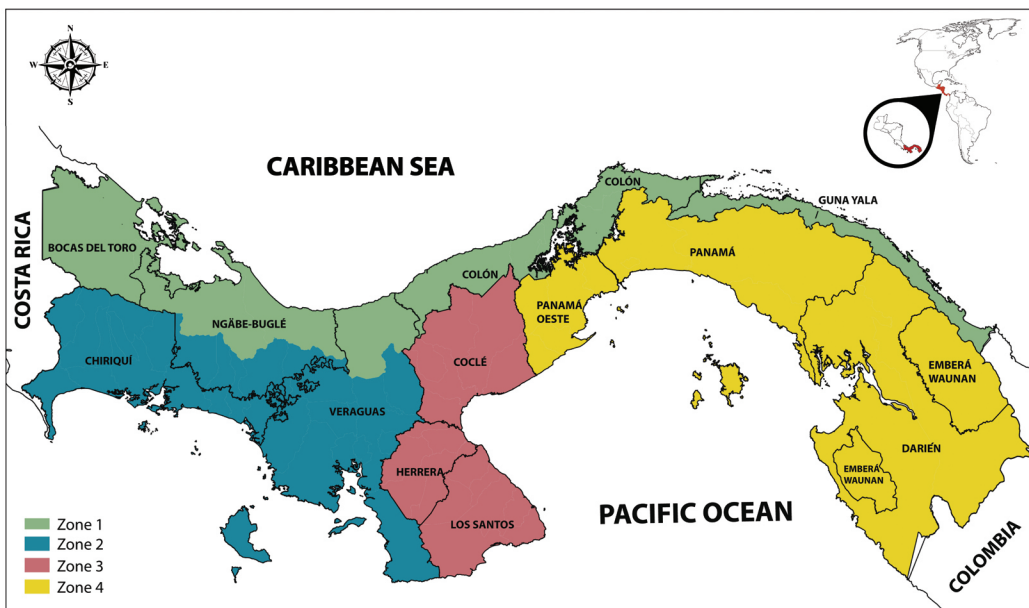 N
W
E
S
CARIBBEAN SEA
COSTA RICA
BOCAS DEL TORO
COLÓN
GUNA YALA
COLÓN
PANAMÁ
NGÄBE-BUGLÉ
PANAMÁ
OESTE
CHIRIQUÍ
COCLÉ
EMBERÁ
WAUNAN
VERAGUAS
DARIÉN
HERRERA
EMBERÁ
WAUNAN
LOS SANTOS
PACIFIC OCEAN
COLOMBIA
Zone 1
Zone 2
Zone 3
Zone 4